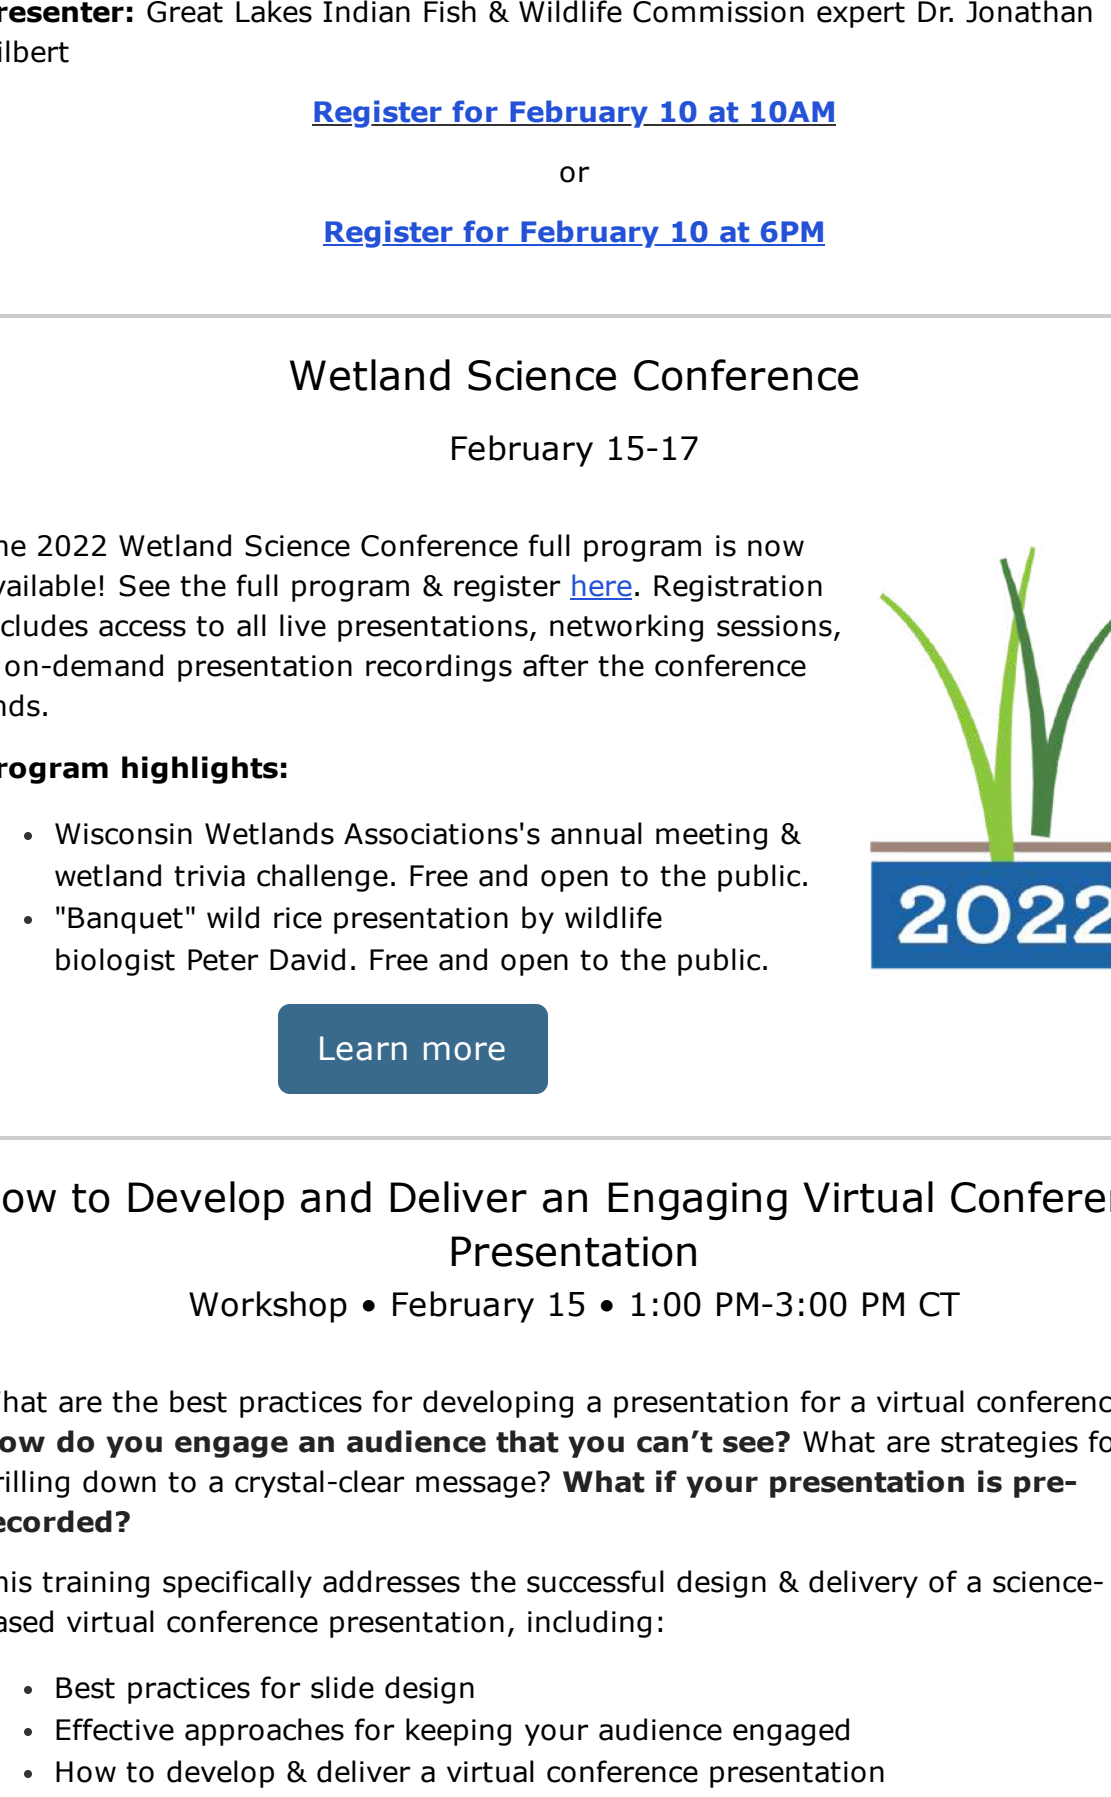 resenter: Great Lakes Indian Fish & Wildlife Commission expert Dr. Jonathan
ilbert
Register for February 10 at 10AM
or
Register for February 10 at 6PM
Wetland Science Conference
February 15-17
he 2022 Wetland Science Conference full program is now
vailable! See the full program & register here. Registration
cludes access to all live presentations, networking sessions,
on-demand presentation recordings after the conference
nds.
rogram highlights:
• Wisconsin Wetlands Associations's annual meeting &
wetland trivia challenge. Free and open to the public.
• "Banquet" wild rice presentation by wildlife
biologist Peter David. Free and open to the public.
2022
Learn more
ow to Develop and Deliver an Engaging Virtual Confere
Presentation
Workshop • February 15 • 1:00 PM-3:00 PM CT
hat are the best practices for developing a presentation for a virtual conferenc
ow do you engage an audience that you can’t see? What are strategies fo
rilling down to a crystal-clear message? What if your presentation is pre-
ecorded?
his training specifically addresses the successful design & delivery of a science-
ased virtual conference presentation, including:
• Best practices for slide design
• Effective approaches for keeping your audience engaged
• How to develop & deliver a virtual conference presentation